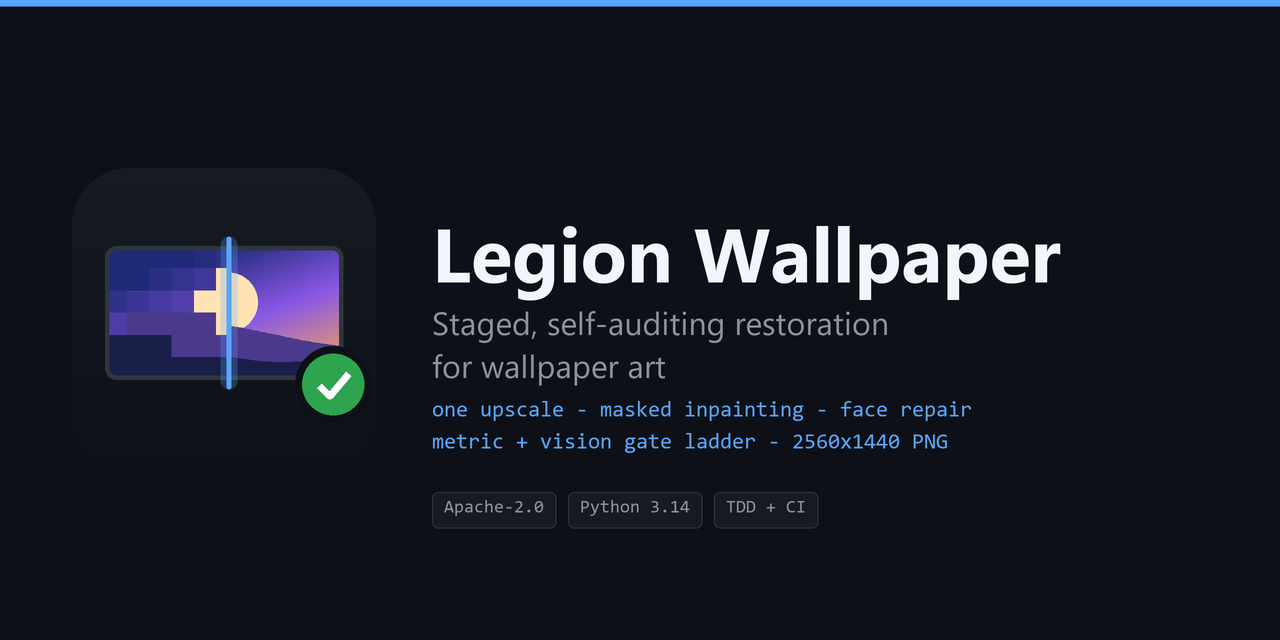 Legion Wallpaper
Staged, self-auditing restoration
for wallpaper art
one upscale - masked inpainting - face repair
metric + vision gate ladder - 2560x1440 PNG
Apache-2.0 Python 3.14 TDD + CI